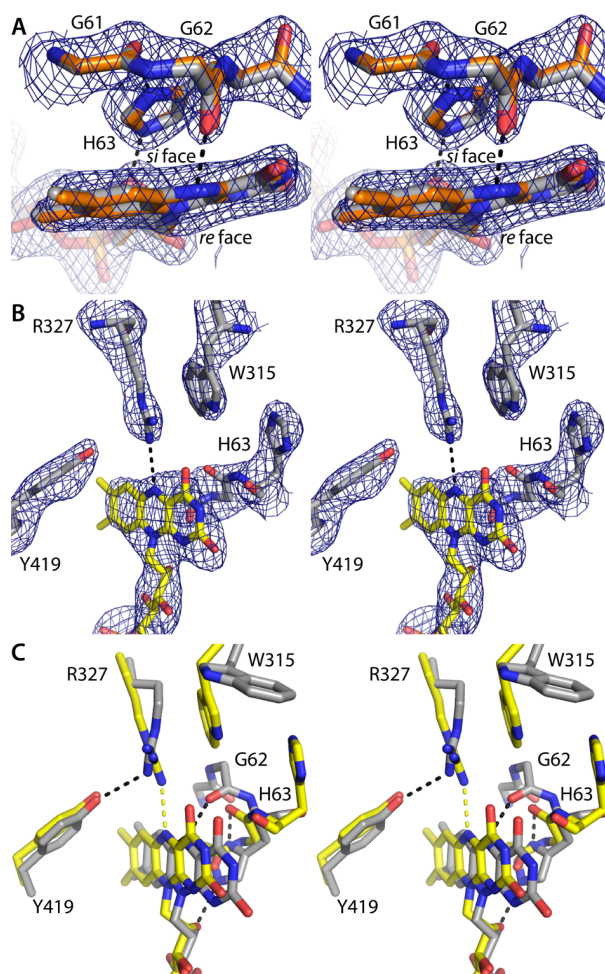 A
G61 G62 G61 G62
H63 H63
si face si face
re face re face
B
R327 R327
W315 W315
H63 H63
Y419 Y419
C
R327 W315 R327 W315
G62 G62
H63 H63
Y419 Y419